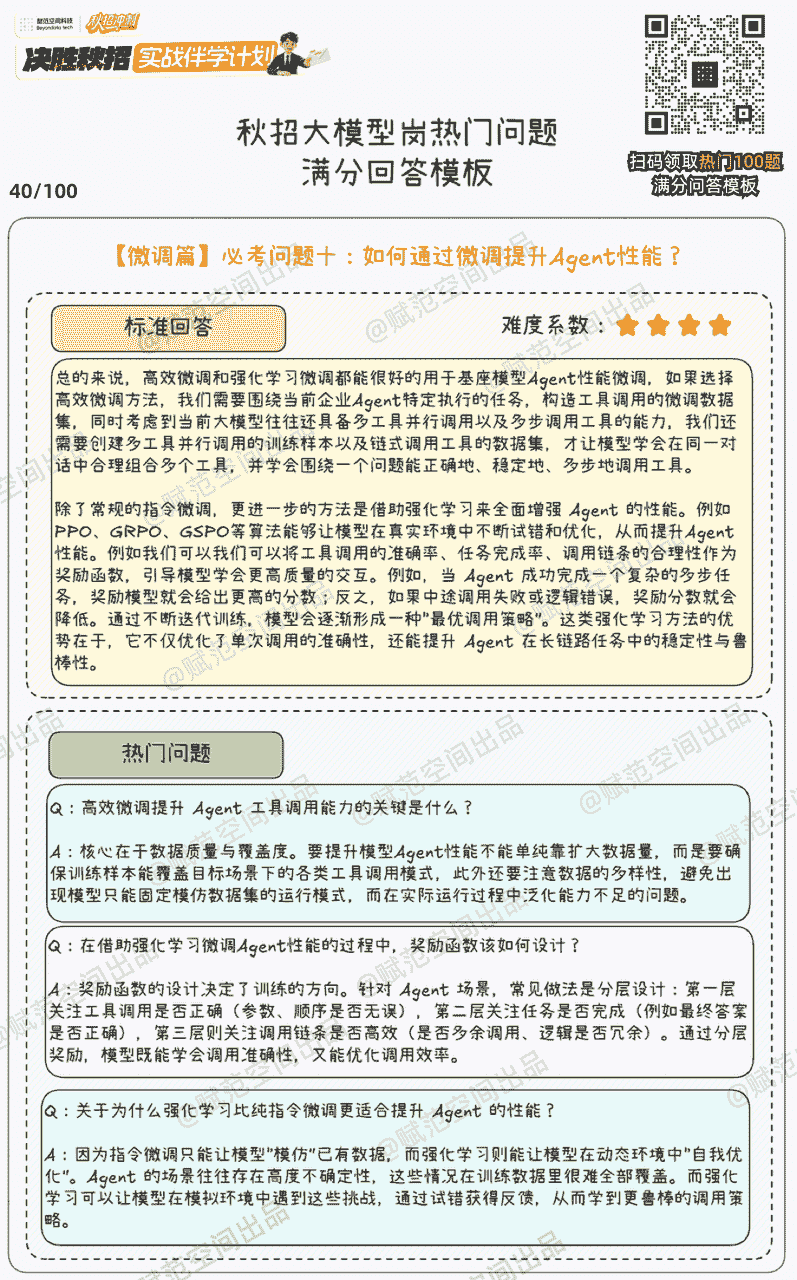 赋范空间科技
Beyondata tech
秋招冲刺
决胜秋招 实战伴学计划
秋招大模型岗热门问题
满分回答模板
扫码领取热门100题
满分问答模板
40/100
【微调篇】必考问题十：如何通过微调提升Agent性能？
标准回答
难度系数：
总的来说，高效微调和强化学习微调都能很好的用于基座模型Agent性能微调，如果选择
高效微调方法，我们需要围绕当前企业Agent特定执行的任务，构造工具调用的微调数据
集，同时考虑到当前大模型往往还具备多工具并行调用以及多步调用工具的能力，我们还
需要创建多工具并行调用的训练样本以及链式调用工具的数据集，才让模型学会在同一对
话中合理组合多个工具，并学会围绕一个问题能正确地、稳定地、多步地调用工具。
除了常规的指令微调，更进一步的方法是借助强化学习来全面增强 Agent 的性能。例如
PPO、GRPO、GSPO等算法能够让模型在真实环境中不断试错和优化，从而提升Agent
性能。例如我们可以我们可以将工具调用的准确率、任务完成率、调用链条的合理性作为
奖励函数，引导模型学会更高质量的交互。例如，当 Agent 成功完成一个复杂的多步任
务，奖励模型就会给出更高的分数；反之，如果中途调用失败或逻辑错误，奖励分数就会
降低。通过不断迭代训练，模型会逐渐形成一种"最优调用策略"。这类强化学习方法的优
势在于，它不仅优化了单次调用的准确性，还能提升 Agent 在长链路任务中的稳定性与鲁
棒性。
热门问题
Q：高效微调提升 Agent 工具调用能力的关键是什么？
A：核心在于数据质量与覆盖度。要提升模型Agent性能不能单纯靠扩大数据量，而是要确
保训练样本能覆盖目标场景下的各类工具调用模式，此外还要注意数据的多样性，避免出
现模型只能固定模仿数据集的运行模式，而在实际运行过程中泛化能力不足的问题。
Q：在借助强化学习微调Agent性能的过程中，奖励函数该如何设计？
A：奖励函数的设计决定了训练的方向。针对 Agent 场景，常见做法是分层设计：第一层
关注工具调用是否正确（参数、顺序是否无误），第二层关注任务是否完成（例如最终答案
是否正确），第三层则关注调用链条是否高效（是否多余调用、逻辑是否冗余）。通过分层
奖励，模型既能学会调用准确性，又能优化调用效率。
Q：关于为什么强化学习比纯指令微调更适合提升 Agent 的性能？
A：因为指令微调只能让模型"模仿"已有数据，而强化学习则能让模型在动态环境中"自我优
化"。Agent 的场景往往存在高度不确定性，这些情况在训练数据里很难全部覆盖。而强化
学习可以让模型在模拟环境中遇到这些挑战，通过试错获得反馈，从而学到更鲁棒的调用策
略。
@赋范空间出品